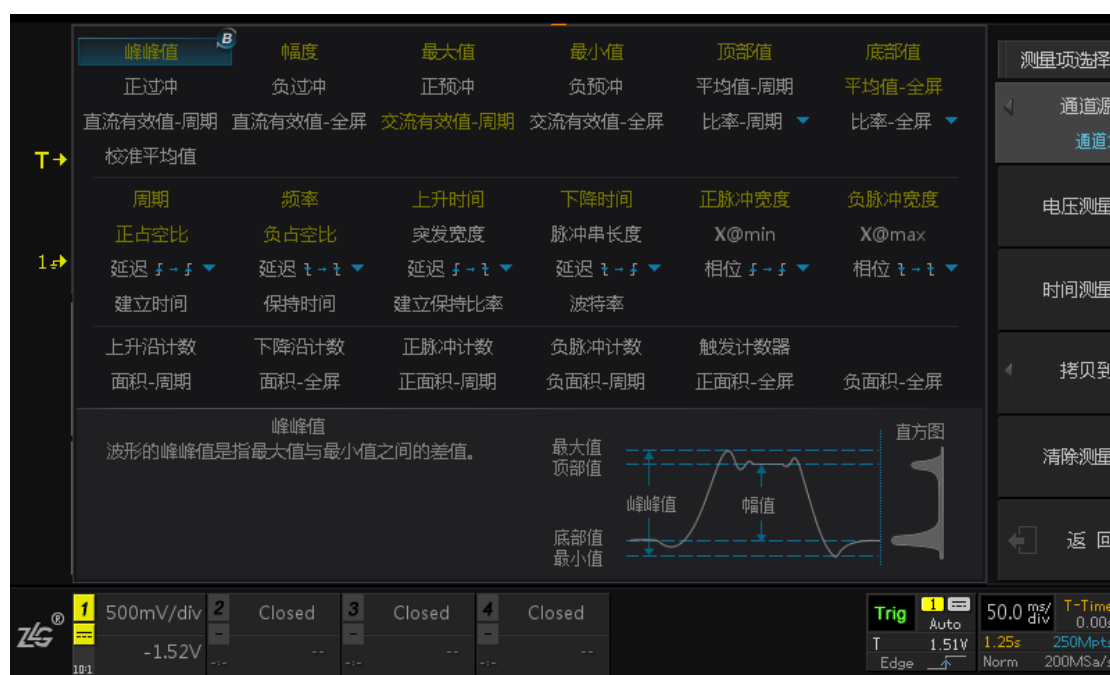 峰峰值 B 幅度 最大值 最小值 顶部值 底部值
正过冲 负过冲 正预冲 负预冲 平均值-周期 平均值-全屏
直流有效值-周期 直流有效值-全屏 交流有效值-周期 交流有效值-全屏 比率-周期 比率-全屏
校准平均值
周期 频率 上升时间 下降时间 正脉冲宽度 负脉冲宽度
正占空比 负占空比 突发宽度 脉冲串长度 X@min X@max
延迟 延迟 延迟 延迟 相位 相位
建立时间 保持时间 建立保持比率 波特率
上升沿计数 下降沿计数 正脉冲计数 负脉冲计数 触发计数器
面积-周期 面积-全屏 正面积-周期 负面积-周期 正面积-全屏 负面积-全屏
峰峰值
波形的峰峰值是指最大值与最小值之间的差值。
最大值
顶部值
峰峰值
幅值
底部值
最小值
直方图
T
1
测量项选择
通道源
通道
电压测量
时间测量
拷贝到
清除测量
返 回
ZLG®
1 500mV/div 2 Closed 3 Closed 4 Closed
-1.52V -- -- --
10:1 -:- -:- -:-
Trig 1 Auto
T 1.51V
Edge
50.0 ms/div T-Time
0.00s
1.25s 250Mpts
Norm 200MSa/s